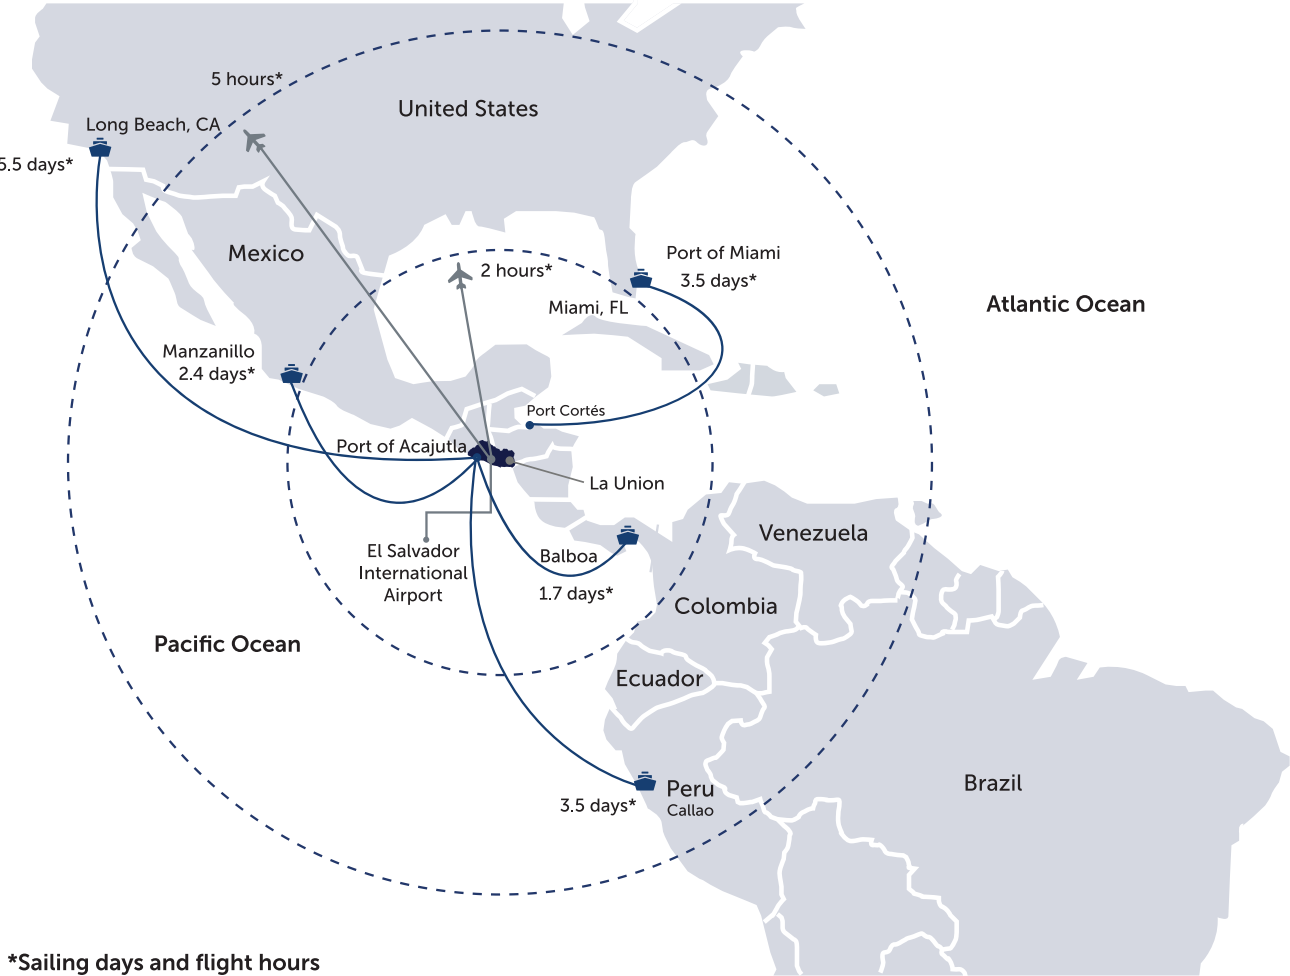 5 hours*
United States
Long Beach, CA
5.5 days*
Mexico
2 hours*
Port of Miami
3.5 days*
Miami, FL
Atlantic Ocean
Manzanillo
2.4 days*
Port Cortés
Port of Acajutla
La Union
El Salvador
International
Airport
Balboa
1.7 days*
Venezuela
Colombia
Pacific Ocean
Ecuador
Peru
Callao
3.5 days*
Brazil
*Sailing days and flight hours